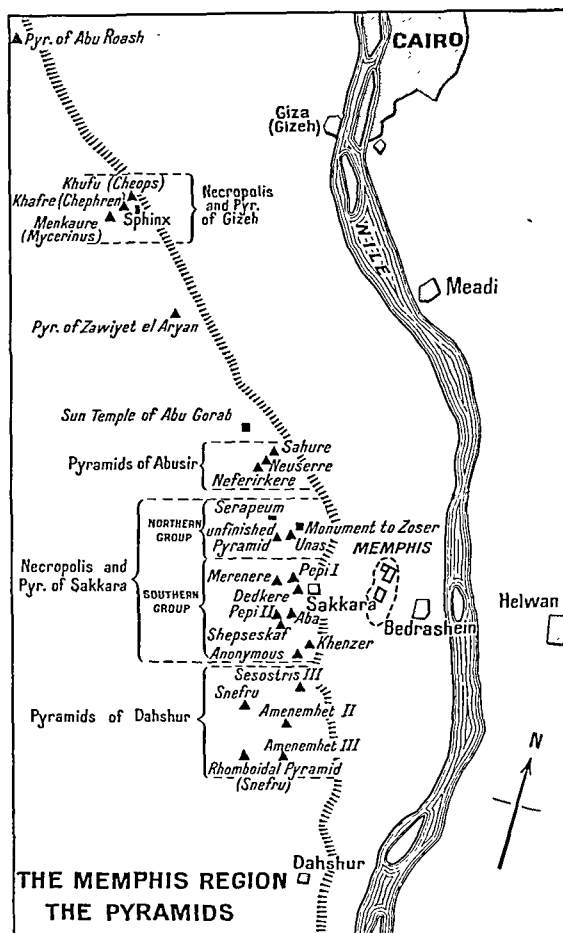 Pyr. of Abu Roash
CAIRO
Giza
(Gizeh)
Khufu (Cheops)
Khafre (Chephren)
Sphinx
Menkaure
(Mycerinus)
Necropolis
and Pyr.
of Gizeh
NILE
Meadi
Pyr. of Zawiyet el Aryan
Sun Temple of Abu Gorab
Pyramids of Abusir
Sahure
Neuserre
Neferirkere
Necropolis and
Pyr. of Sakkara
NORTHERN
GROUP
Serapeum
unfinished
Pyramid
Monument to Zoser
Unas
SOUTHERN
GROUP
Merenere
Pepi I
Dedkere
Pepi II
Aba
Shepseskaf
Khenzer
Anonymous
Sakkara
MEMPHIS
Bedrashein
Helwan
Pyramids of Dahshur
Sesostris III
Snefru
Amenemhet II
Amenemhet III
Rhomboidal Pyramid
(Snefru)
N
Dahshur
THE MEMPHIS REGION
THE PYRAMIDS